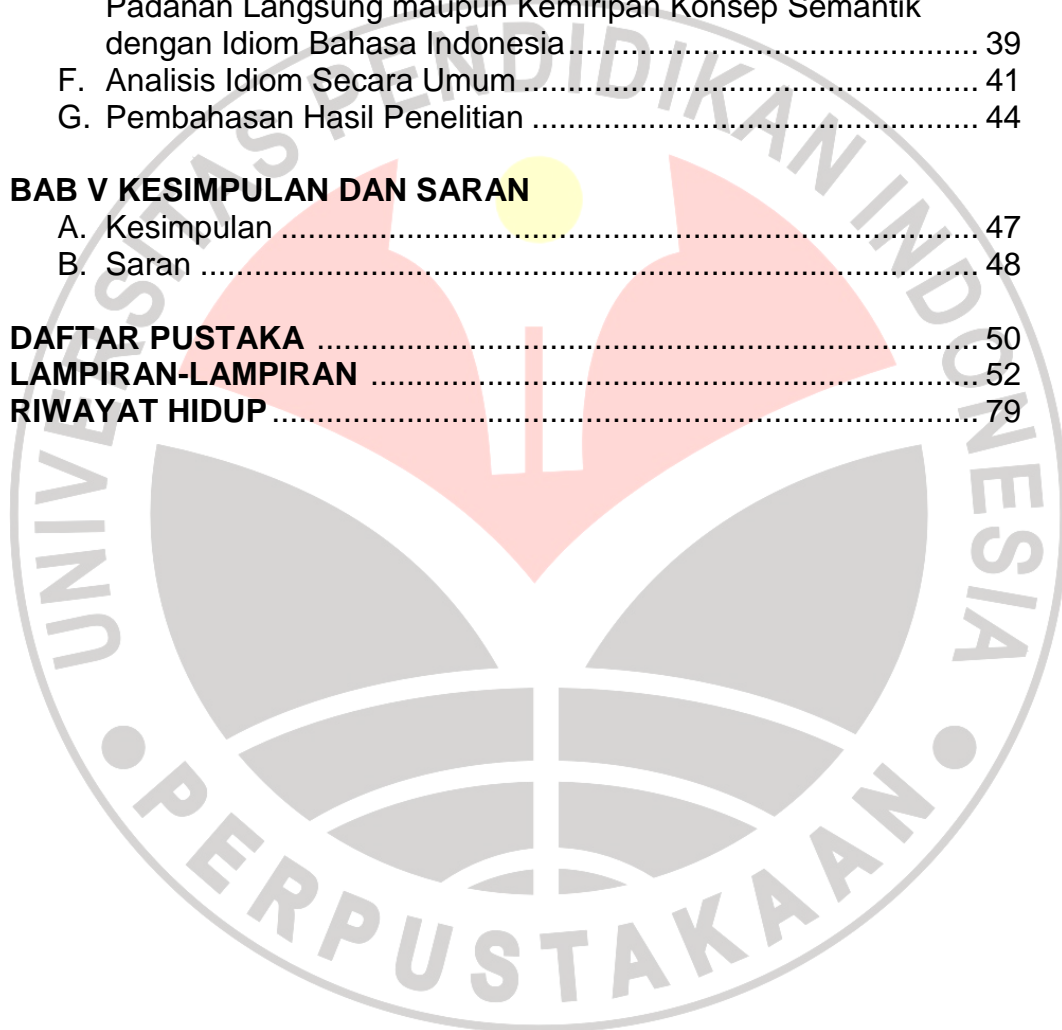 Padanan Langsung maupun Kemiripan Konsep Semantik
dengan Idiom Bahasa Indonesia ................................................ 39
F. Analisis Idiom Secara Umum ..................................................... 41
G. Pembahasan Hasil Penelitian .................................................... 44
BAB V KESIMPULAN DAN SARAN
A. Kesimpulan ................................................................................ 47
B. Saran ......................................................................................... 48
DAFTAR PUSTAKA ............................................................................. 50
LAMPIRAN-LAMPIRAN ....................................................................... 52
RIWAYAT HIDUP .................................................................................. 79
UNIVERSITAS PENDIDIKAN INDONESIA
PERPUSTAKAAN